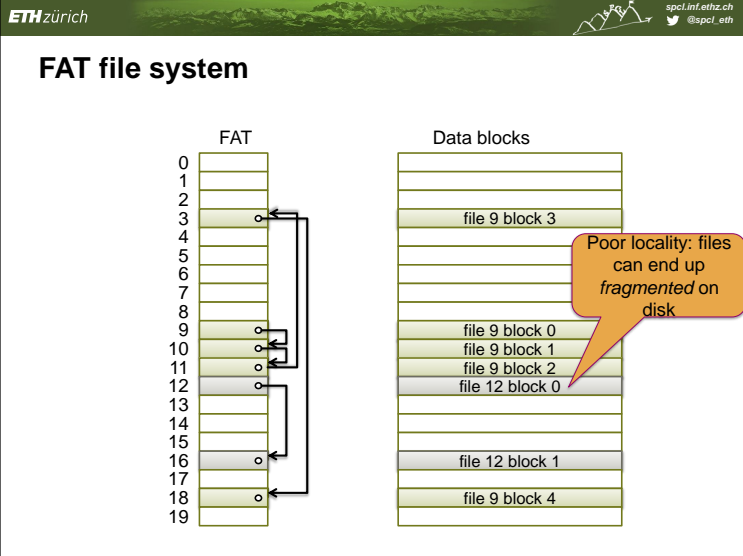 ETH zürich
spcl.inf.ethz.ch
@spcl_eth
FAT file system
FAT
Data blocks
0
1
2
3
file 9 block 3
4
5
6
7
8
Poor locality: files
can end up
fragmented on
disk
9
file 9 block 0
10
file 9 block 1
11
file 9 block 2
12
file 12 block 0
13
14
15
16
file 12 block 1
17
18
file 9 block 4
19